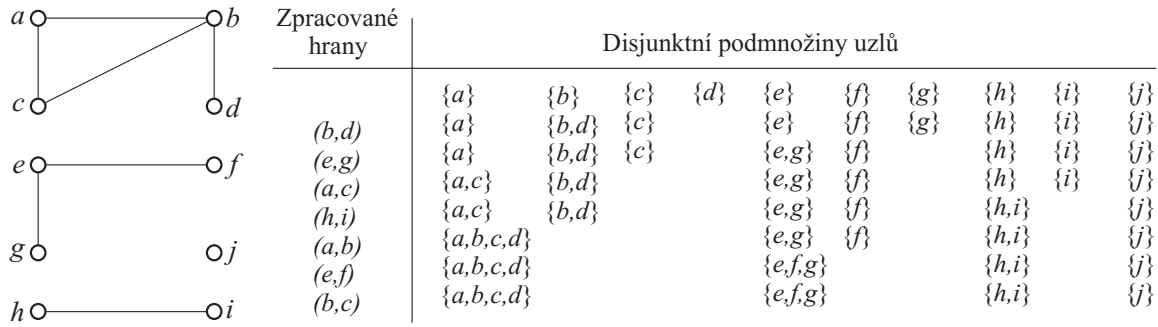 a b
c d
e f
g j
h i
Zpracované
hrany
Disjunktní podmnožiny uzlů
{a} {b} {c} {d} {e} {f} {g} {h} {i} {j}
(b,d) {a} {b,d} {c} {e} {f} {g} {h} {i} {j}
(e,g) {a} {b,d} {c} {e,g} {f} {h} {i} {j}
(a,c) {a,c} {b,d} {e,g} {f} {h} {i} {j}
(h,i) {a,c} {b,d} {e,g} {f} {h,i} {j}
(a,b) {a,b,c,d} {e,g} {f} {h,i} {j}
(e,f) {a,b,c,d} {e,f,g} {h,i} {j}
(b,c) {a,b,c,d} {e,f,g} {h,i} {j}